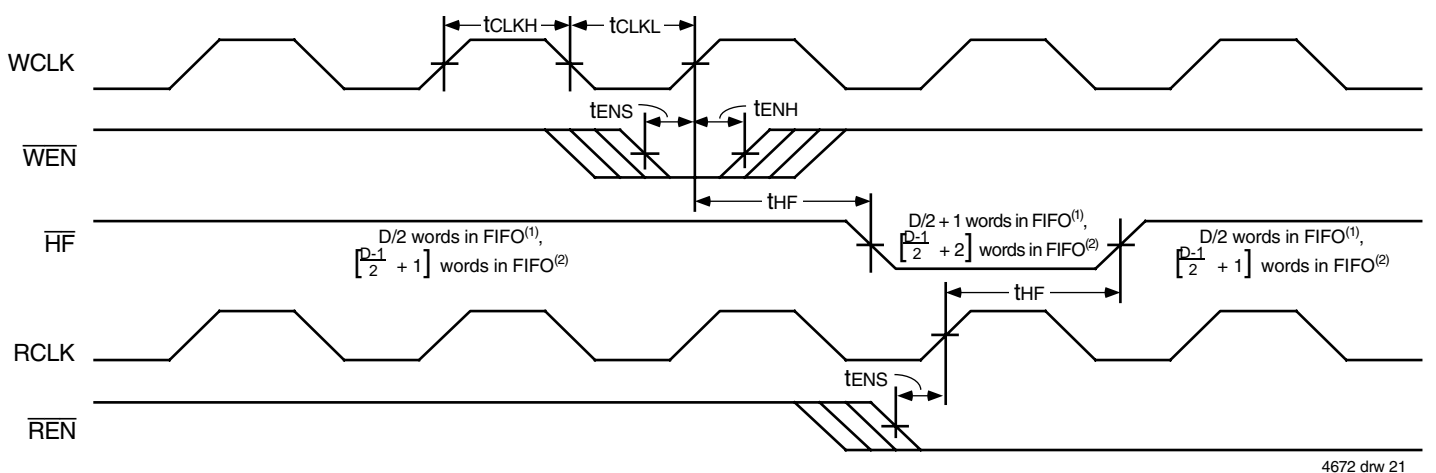 tCLKH
tCLKL
WCLK
tENS
tENH
WEN
tHF
HF
D/2 words in FIFO(1),
[D-1/2 + 1] words in FIFO(2)
D/2 + 1 words in FIFO(1),
[D-1/2 + 2] words in FIFO(2)
D/2 words in FIFO(1),
[D-1/2 + 1] words in FIFO(2)
tHF
RCLK
tENS
REN
4672 drw 21